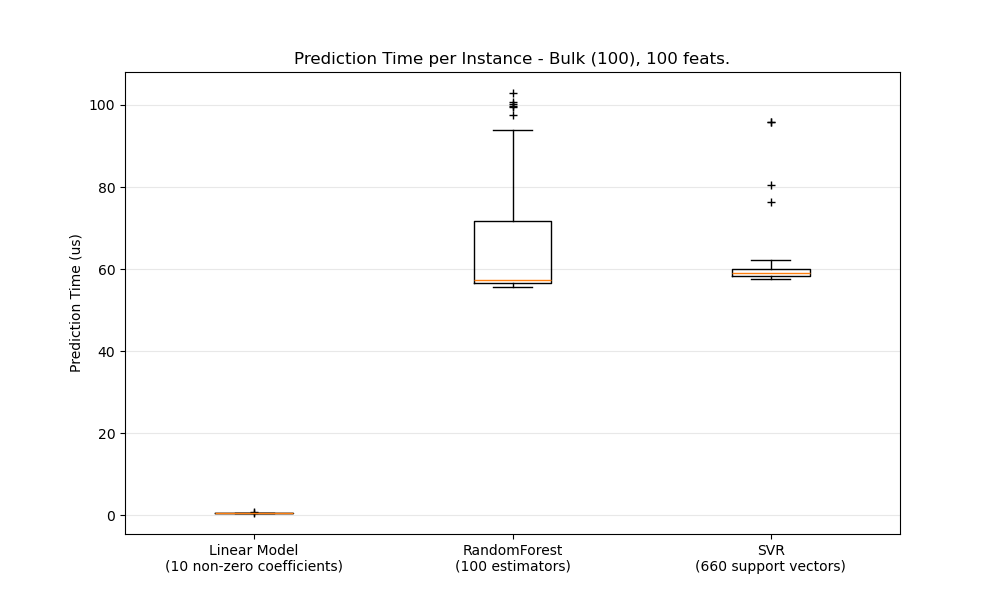 Prediction Time per Instance - Bulk (100), 100 feats.
Prediction Time (us)
100
80
60
40
20
0
Linear Model
(10 non-zero coefficients)
RandomForest
(100 estimators)
SVR
(660 support vectors)